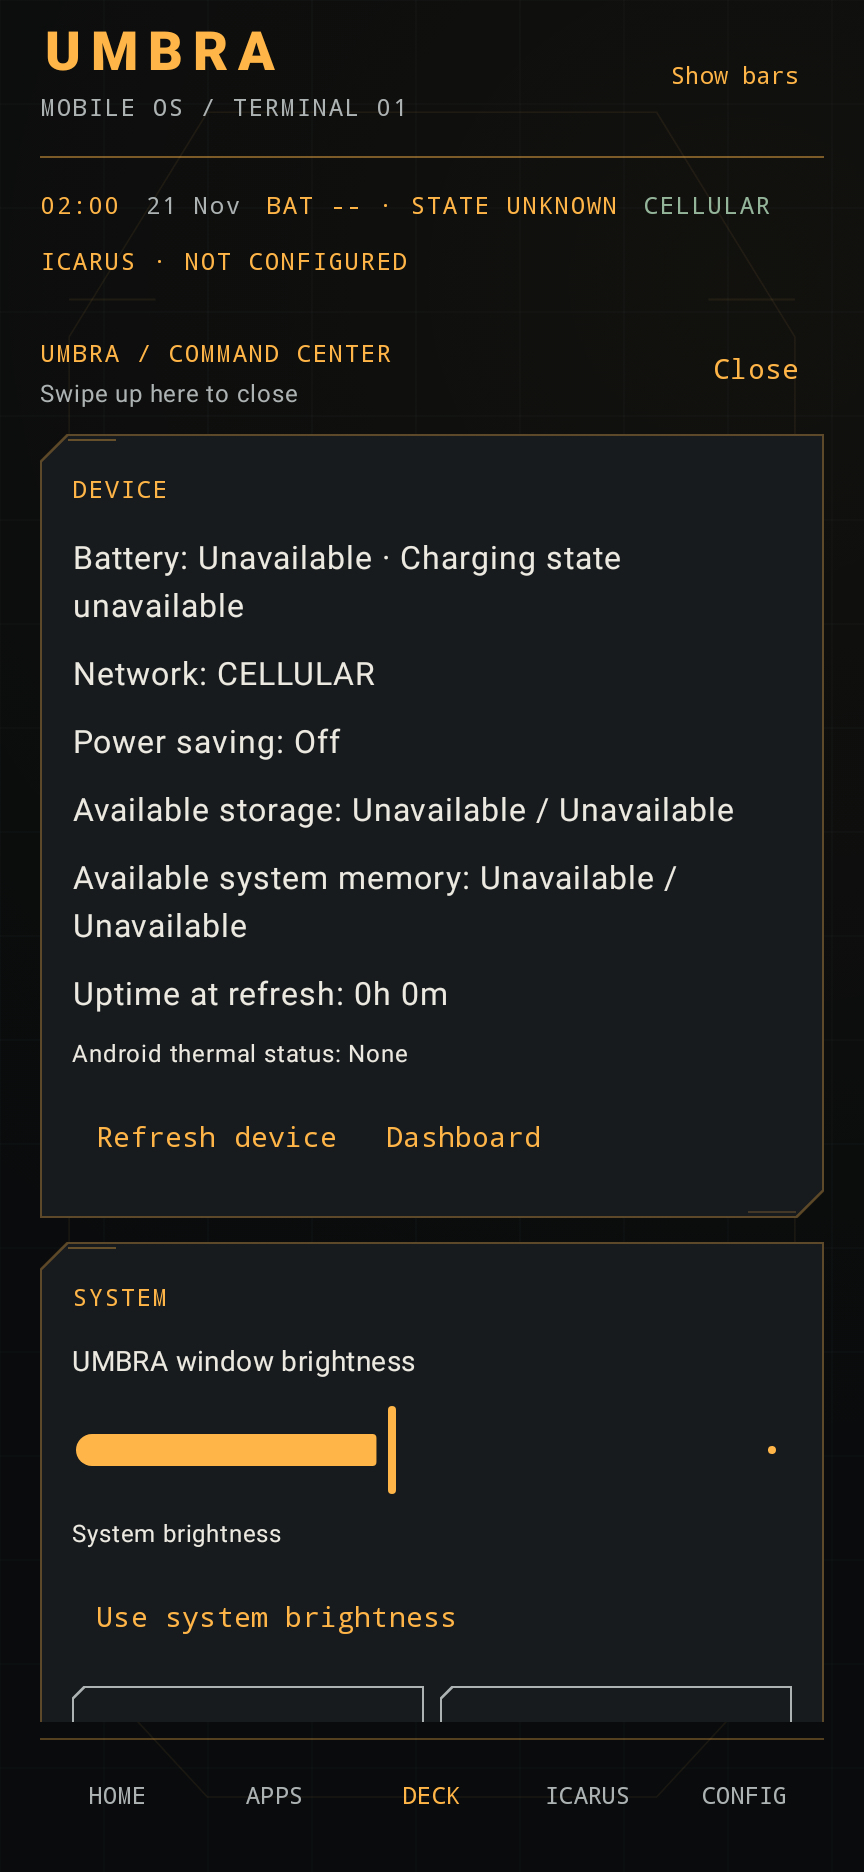 UMBRA
Show bars
MOBILE OS / TERMINAL 01
02:00 21 Nov BAT -- · STATE UNKNOWN CELLULAR
ICARUS · NOT CONFIGURED
UMBRA / COMMAND CENTER
Close
Swipe up here to close
DEVICE
Battery: Unavailable · Charging state
unavailable
Network: CELLULAR
Power saving: Off
Available storage: Unavailable / Unavailable
Available system memory: Unavailable /
Unavailable
Uptime at refresh: 0h 0m
Android thermal status: None
Refresh device Dashboard
SYSTEM
UMBRA window brightness
System brightness
Use system brightness
HOME APPS DECK ICARUS CONFIG